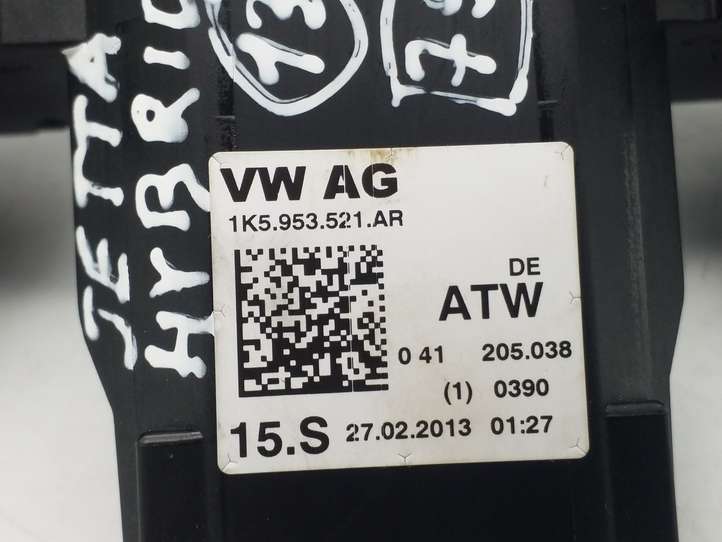 JETTA
HYBRID
13
VW AG
1K5.953.521.AR
DE
ATW
0 41 205.038
(1) 0390
15.S 27.02.2013 01:27